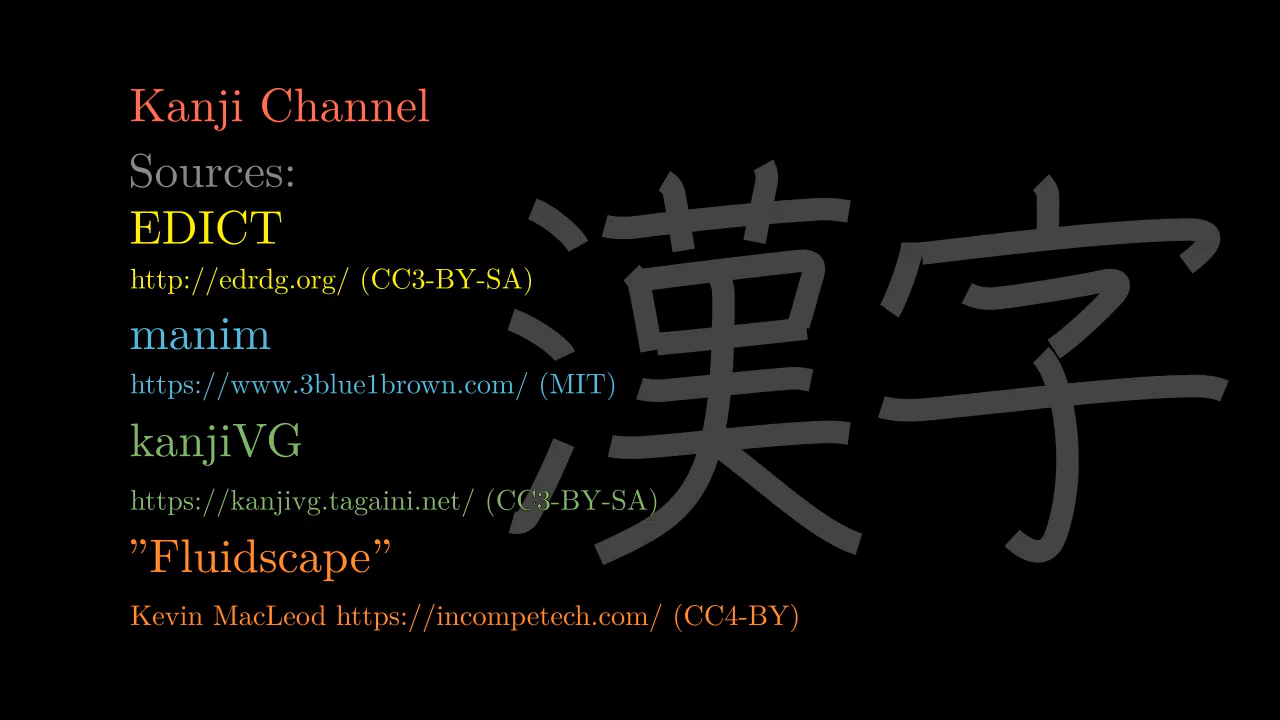 Kanji Channel
Sources:
EDICT
http://edrdg.org/ (CC3-BY-SA)
manim
https://www.3blue1brown.com/ (MIT)
kanjiVG
https://kanjivg.tagaini.net/ (CC3-BY-SA)
”Fluidscape”
Kevin MacLeod https://incompetech.com/ (CC4-BY)
漢字